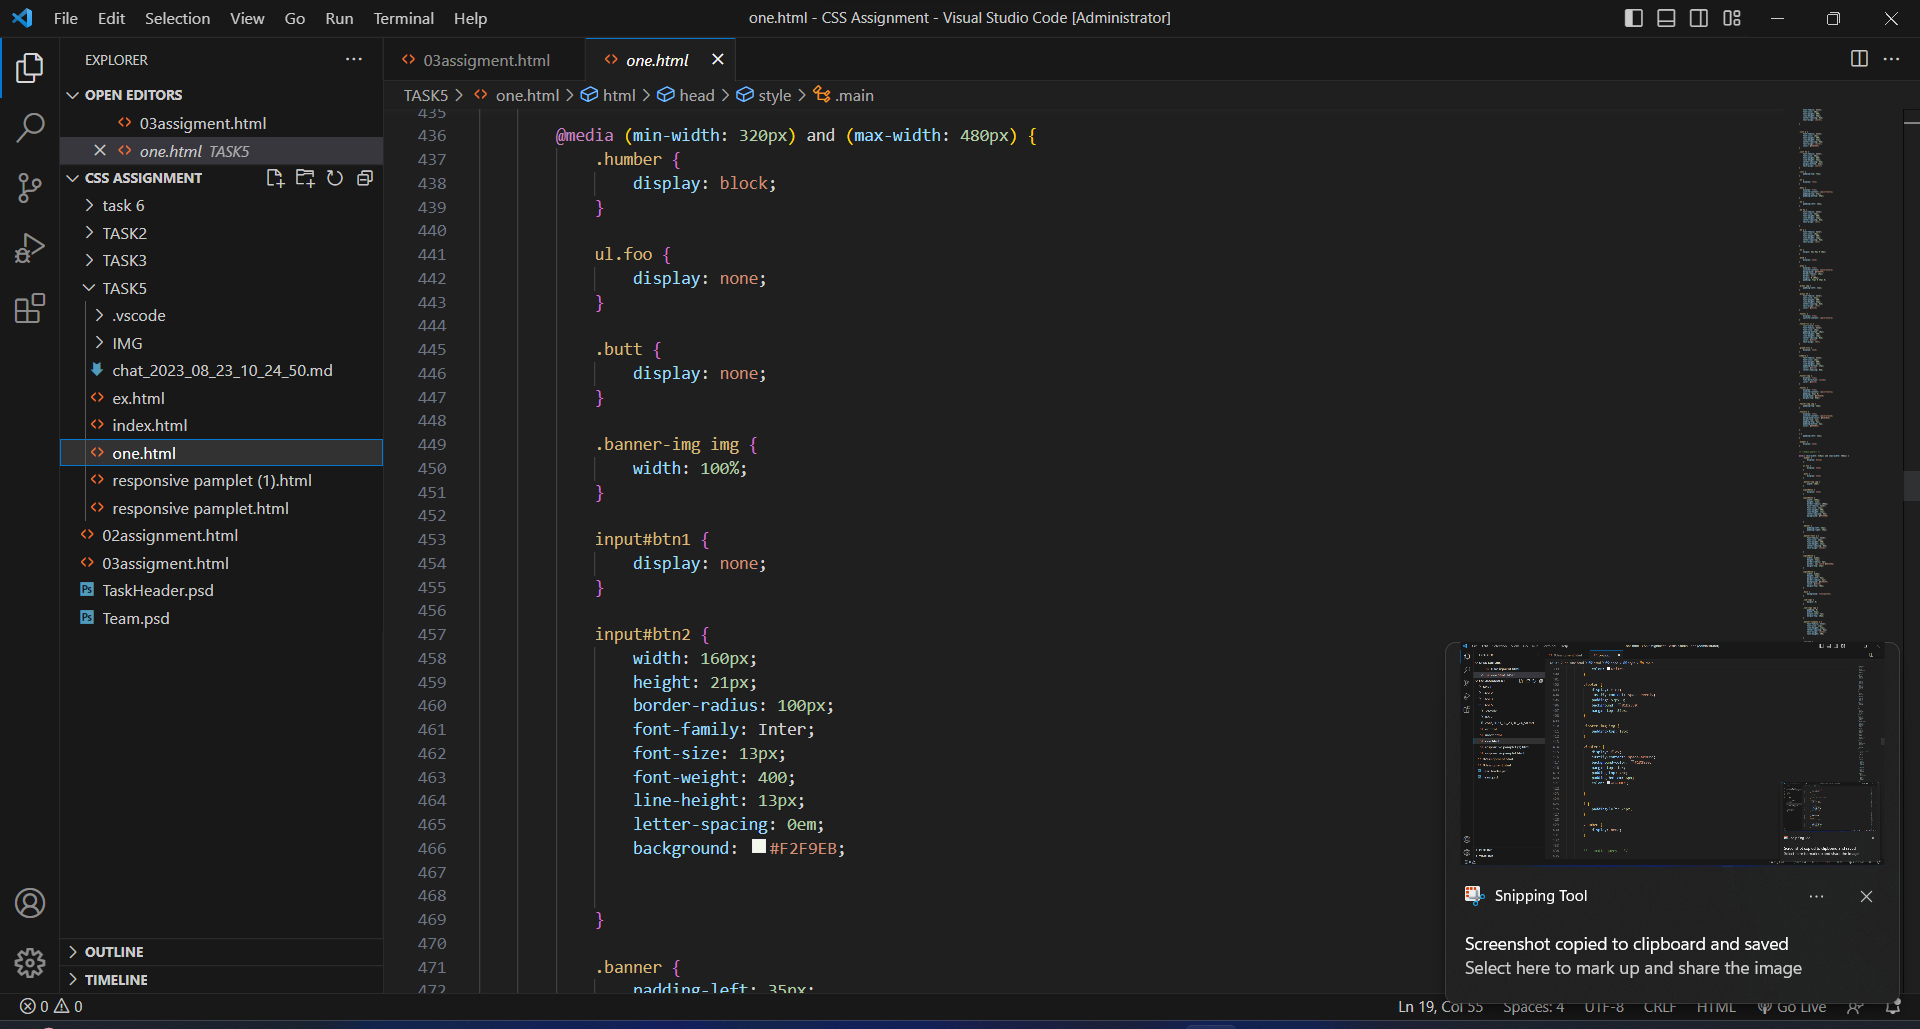 File Edit Selection View Go Run Terminal Help
one.html - CSS Assignment - Visual Studio Code [Administrator]
EXPLORER
OPEN EDITORS
03assigment.html
one.html TASK5
CSS ASSIGNMENT
task 6
TASK2
TASK3
TASK5
.vscode
IMG
chat_2023_08_23_10_24_50.md
ex.html
index.html
one.html
responsive pamplet (1).html
responsive pamplet.html
02assignment.html
03assigment.html
TaskHeader.psd
Team.psd
OUTLINE
TIMELINE
03assigment.html
one.html
TASK5 > one.html > html > head > style > .main
435
436 @media (min-width: 320px) and (max-width: 480px) {
437 .humber {
438 display: block;
439 }
440
441 ul.foo {
442 display: none;
443 }
444
445 .butt {
446 display: none;
447 }
448
449 .banner-img img {
450 width: 100%;
451 }
452
453 input#btn1 {
454 display: none;
455 }
456
457 input#btn2 {
458 width: 160px;
459 height: 21px;
460 border-radius: 100px;
461 font-family: Inter;
462 font-size: 13px;
463 font-weight: 400;
464 line-height: 13px;
465 letter-spacing: 0em;
466 background: #F2F9EB;
467
468
469 }
470
471 .banner {
472 padding-left: 35px;
Snipping Tool
Screenshot copied to clipboard and saved
Select here to mark up and share the image
0 0
Ln 19, Col 55 Spaces: 4 UTF-8 CRLF HTML Go Live